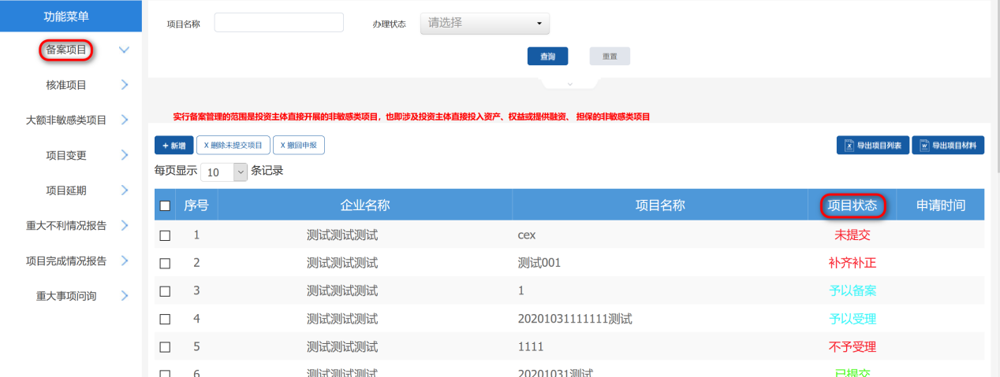 功能菜单
备案项目
核准项目
大额非敏感类项目
项目变更
项目延期
重大不利情况报告
项目完成情况报告
重大事项问询
项目名称 办理状态 请选择
查询 重置
实行备案管理的范围是投资主体直接开展的非敏感类项目，也即涉及投资主体直接投入资产、权益或提供融资、 担保的非敏感类项目
+ 新增 X 删除未提交项目 X 撤回申报 导出项目列表 导出项目材料
每页显示 10 条记录
序号 企业名称 项目名称 项目状态 申请时间
1 测试测试测试 cex 未提交
2 测试测试测试 测试001 补齐补正
3 测试测试测试 1 予以备案
4 测试测试测试 20201031111111测试 予以受理
5 测试测试测试 1111 不予受理
6 测试测试测试 20201031测试 已提交